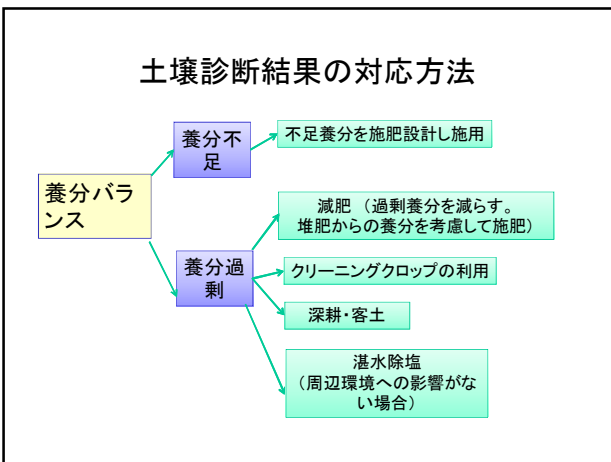 土壌診断結果の対応方法
養分不
足
不足養分を施肥設計し施用
養分バラ
ンス
減肥 （過剰養分を減らす。
堆肥からの養分を考慮して施肥）
養分過
剰
クリーニングクロップの利用
深耕・客土
湛水除塩
（周辺環境への影響がな
い場合）